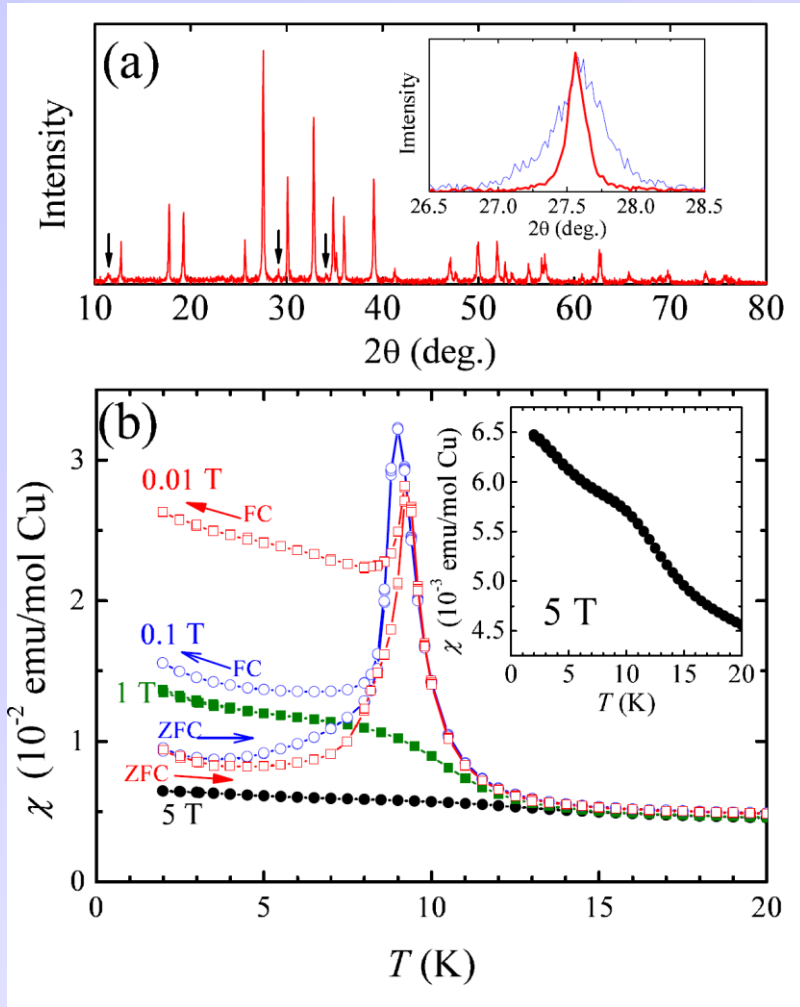 (a)
Intensity
10 20 30 40 50 60 70 80
2θ (deg.)
Imtensity
26.5 27.0 27.5 28.0 28.5
2θ (deg.)
(b)
χ (10⁻² emu/mol Cu)
3
2
1
0
0.01 T
FC
0.1 T
FC
1 T
ZFC
ZFC
5 T
0 5 10 15 20
T (K)
χ (10⁻³ emu/mol Cu)
6.5
6.0
5.5
5.0
4.5
5 T
0 5 10 15 20
T (K)